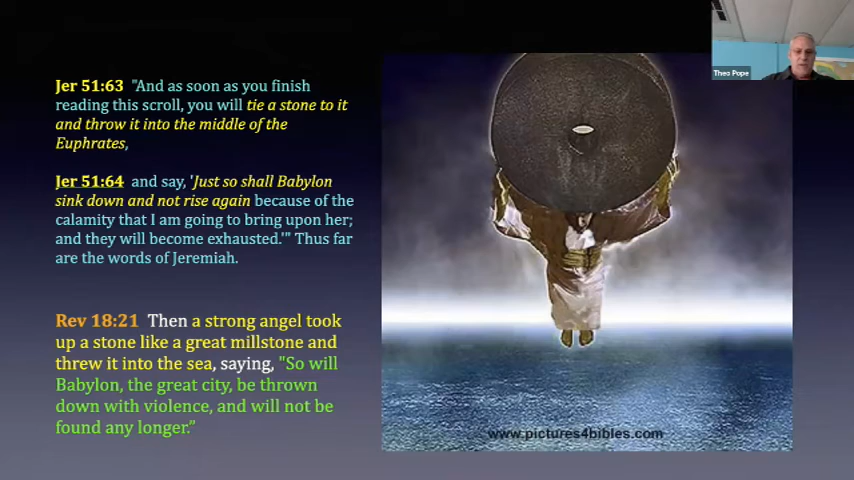 Jer 51:63 "And as soon as you finish
reading this scroll, you will tie a stone to it
and throw it into the middle of the
Euphrates,
Jer 51:64 and say, 'Just so shall Babylon
sink down and not rise again because of the
calamity that I am going to bring upon her;
and they will become exhausted.'" Thus far
are the words of Jeremiah.
Rev 18:21 Then a strong angel took
up a stone like a great millstone and
threw it into the sea, saying, "So will
Babylon, the great city, be thrown
down with violence, and will not be
found any longer."
www.pictures4bibles.com
Theo Pope